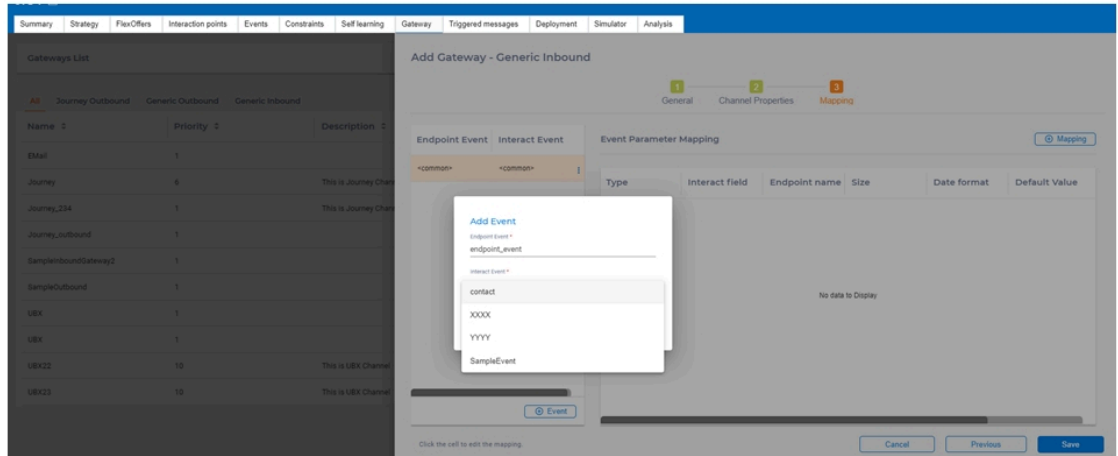 Summary Strategy FlexOffers Interaction points Events Constraints Self learning Gateway Triggered messages Deployment Simulator Analysis
Gateways List
All Journey Outbound Generic Outbound Generic Inbound
Name Priority Description
EMail 1
Journey 6 This is Journey Chan
Journey_234 1 This is Journey Chan
Journey_outbound 1
SampleInboundGateway2 1
SampleOutbound 1
UBX 1
UBX 1
UBX22 10 This is UBX Channel
UBX23 10 This is UBX Channel
Add Gateway - Generic Inbound
1 2 3
General Channel Properties Mapping
Endpoint Event Interact Event
<common> <common>
Event Parameter Mapping Mapping
Type Interact field Endpoint name Size Date format Default Value
No data to Display
Add Event
Endpoint Event *
endpoint_event
Interact Event *
contact
XXXX
YYYY
SampleEvent
Event
Click the cell to edit the mapping.
Cancel Previous Save